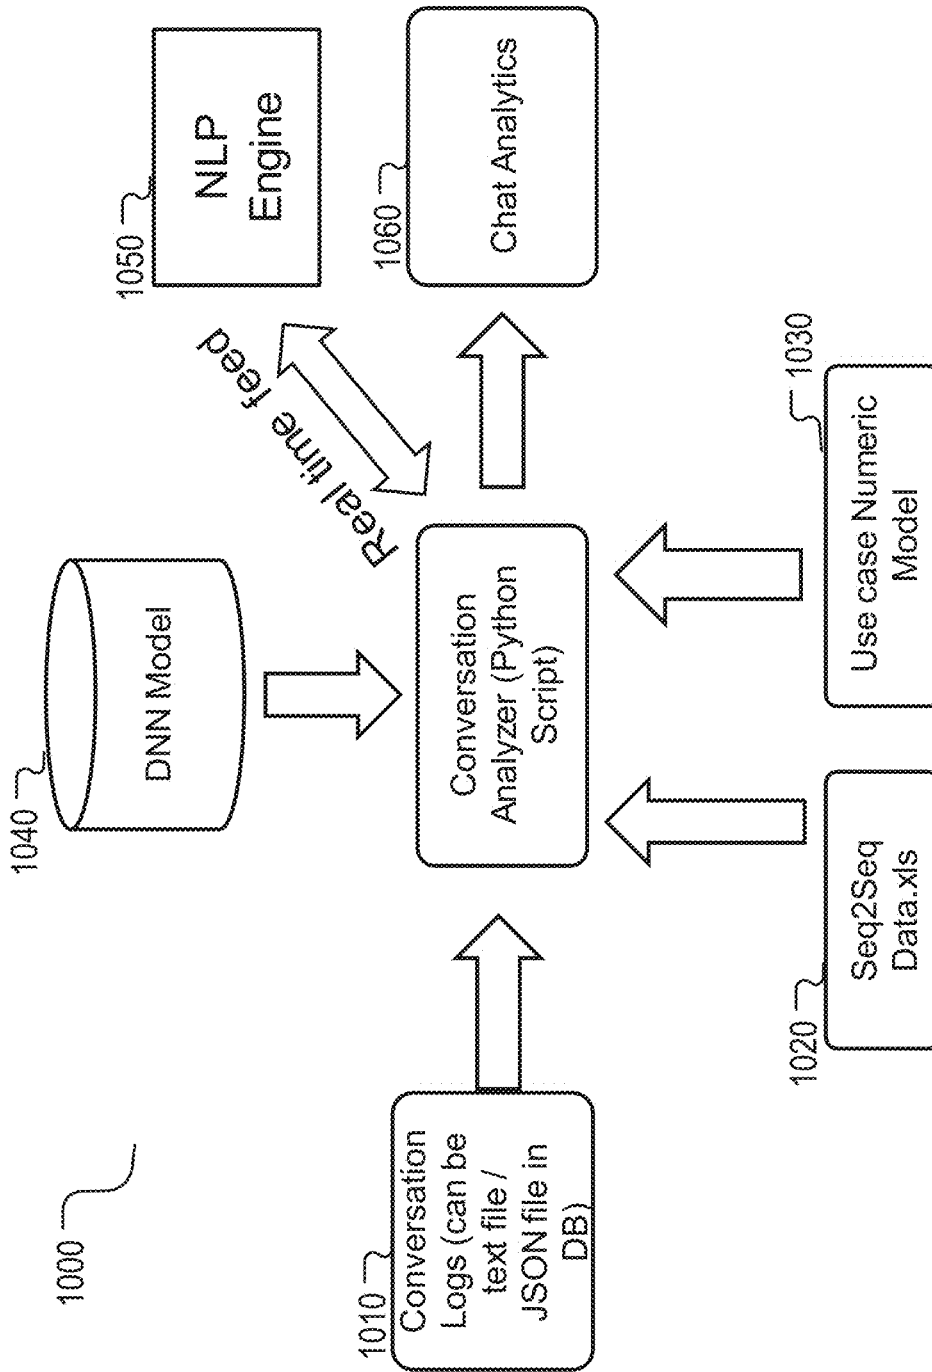 1000
1040
DNN Model
1050
NLP
Engine
Real time feed
1010
Conversation
Logs (can be
text file /
JSON file in
DB)
Conversation
Analyzer (Python
Script)
1060
Chat Analytics
1020
Seq2Seq
Data.xls
1030
Use case Numeric
Model